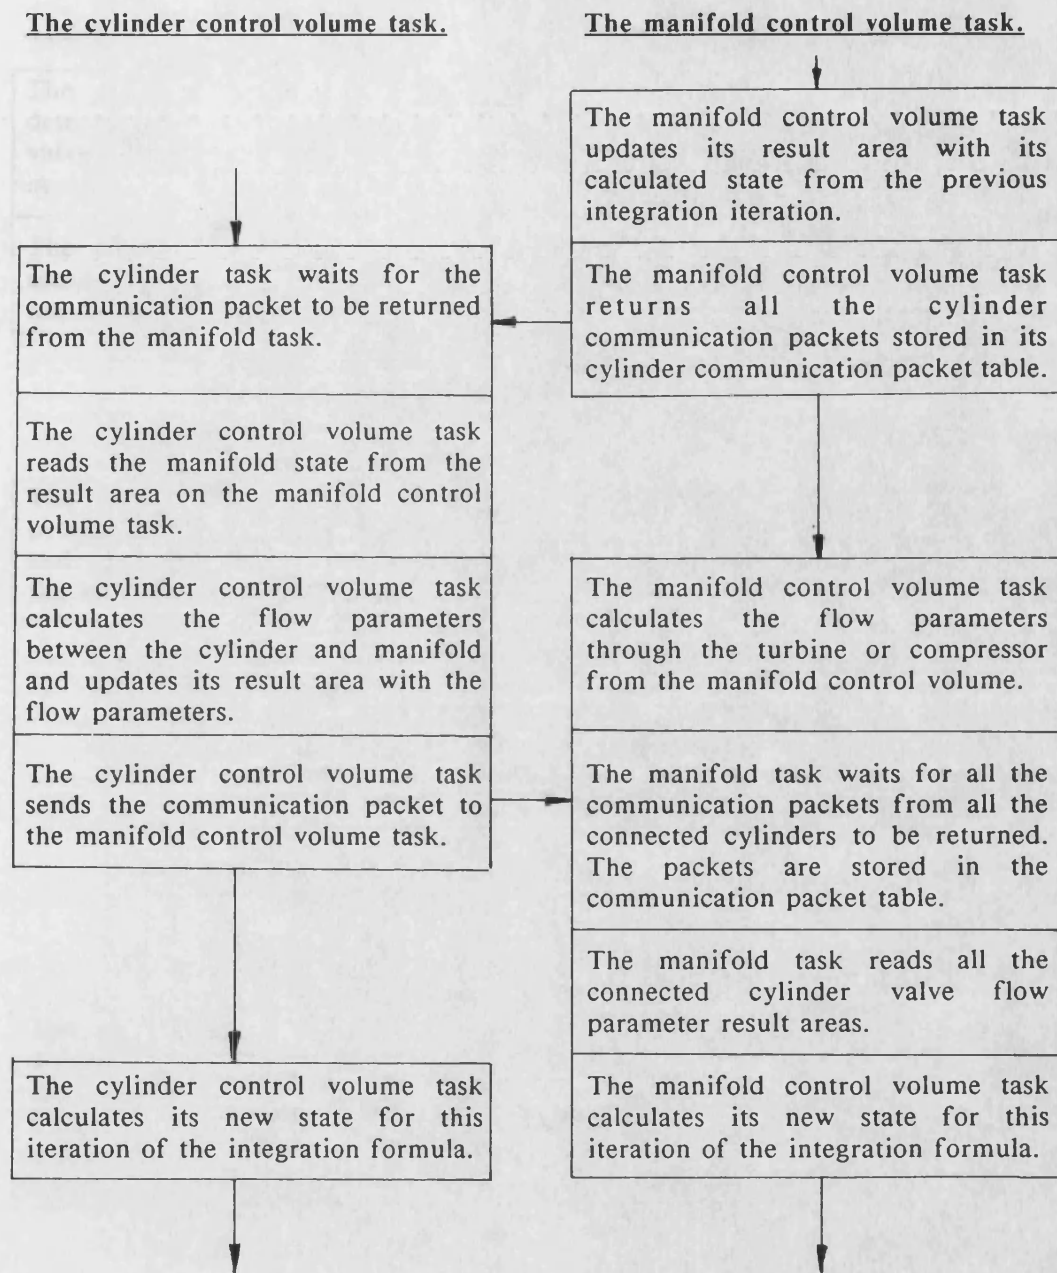 The cylinder control volume task.
The cylinder task waits for the
communication packet to be returned
from the manifold task.
The cylinder control volume task
reads the manifold state from the
result area on the manifold control
volume task.
The cylinder control volume task
calculates the flow parameters
between the cylinder and manifold
and updates its result area with the
flow parameters.
The cylinder control volume task
sends the communication packet to
the manifold control volume task.
The cylinder control volume task
calculates its new state for this
iteration of the integration formula.
The manifold control volume task.
The manifold control volume task
updates its result area with its
calculated state from the previous
integration iteration.
The manifold control volume task
returns all the cylinder
communication packets stored in its
cylinder communication packet table.
The manifold control volume task
calculates the flow parameters
through the turbine or compressor
from the manifold control volume.
The manifold task waits for all the
communication packets from all the
connected cylinders to be returned.
The packets are stored in the
communication packet table.
The manifold task reads all the
connected cylinder valve flow
parameter result areas.
The manifold control volume task
calculates its new state for this
iteration of the integration formula.